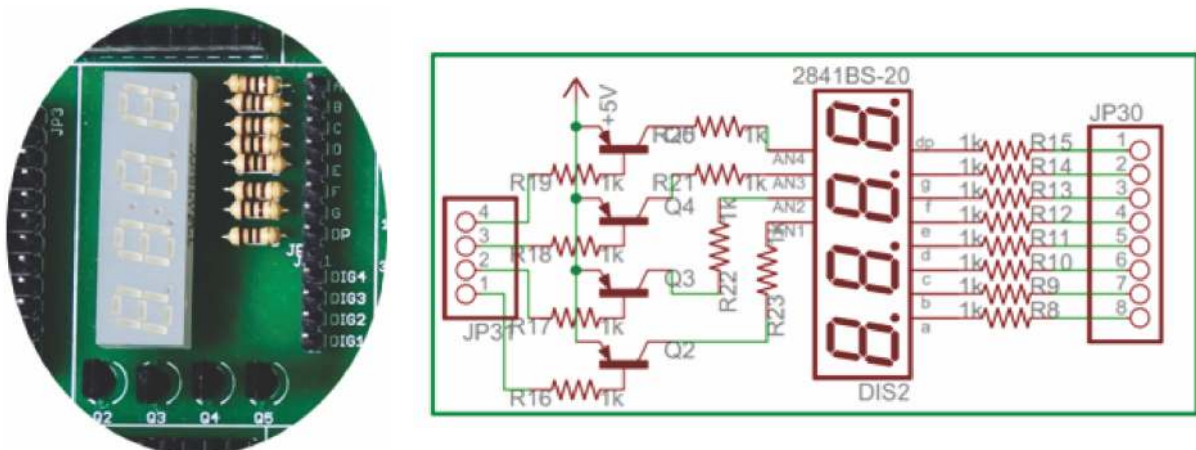 JP3
A
B
C
D
E
F
G
DP
DIG4
DIG3
DIG2
DIG1
Q2 Q3 Q4 Q5
2841BS-20
JP30
+5V
1k
AN4
dp
1k R15
1
R19 1k
R21 1k
AN3
1k R14
2
Q4
AN2
g
1k R13
3
4
3
2
1
JP31
R18 1k
1k
R22
AN1
f
1k R12
4
e
1k R11
5
Q3
R23
d
1k R10
6
R17 1k
c
1k R9
7
b
1k R8
8
a
Q2
R16 1k
DIS2